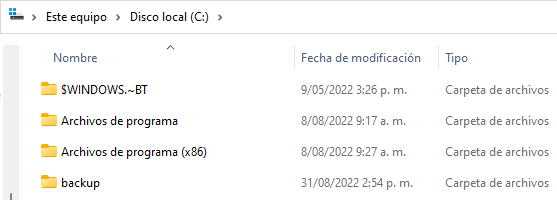 Este equipo > Disco local (C:) >
Nombre Fecha de modificación Tipo
$WINDOWS.~BT 9/05/2022 3:26 p. m. Carpeta de archivos
Archivos de programa 8/08/2022 9:17 a. m. Carpeta de archivos
Archivos de programa (x86) 8/08/2022 9:27 a. m. Carpeta de archivos
backup 31/08/2022 2:54 p. m. Carpeta de archivos